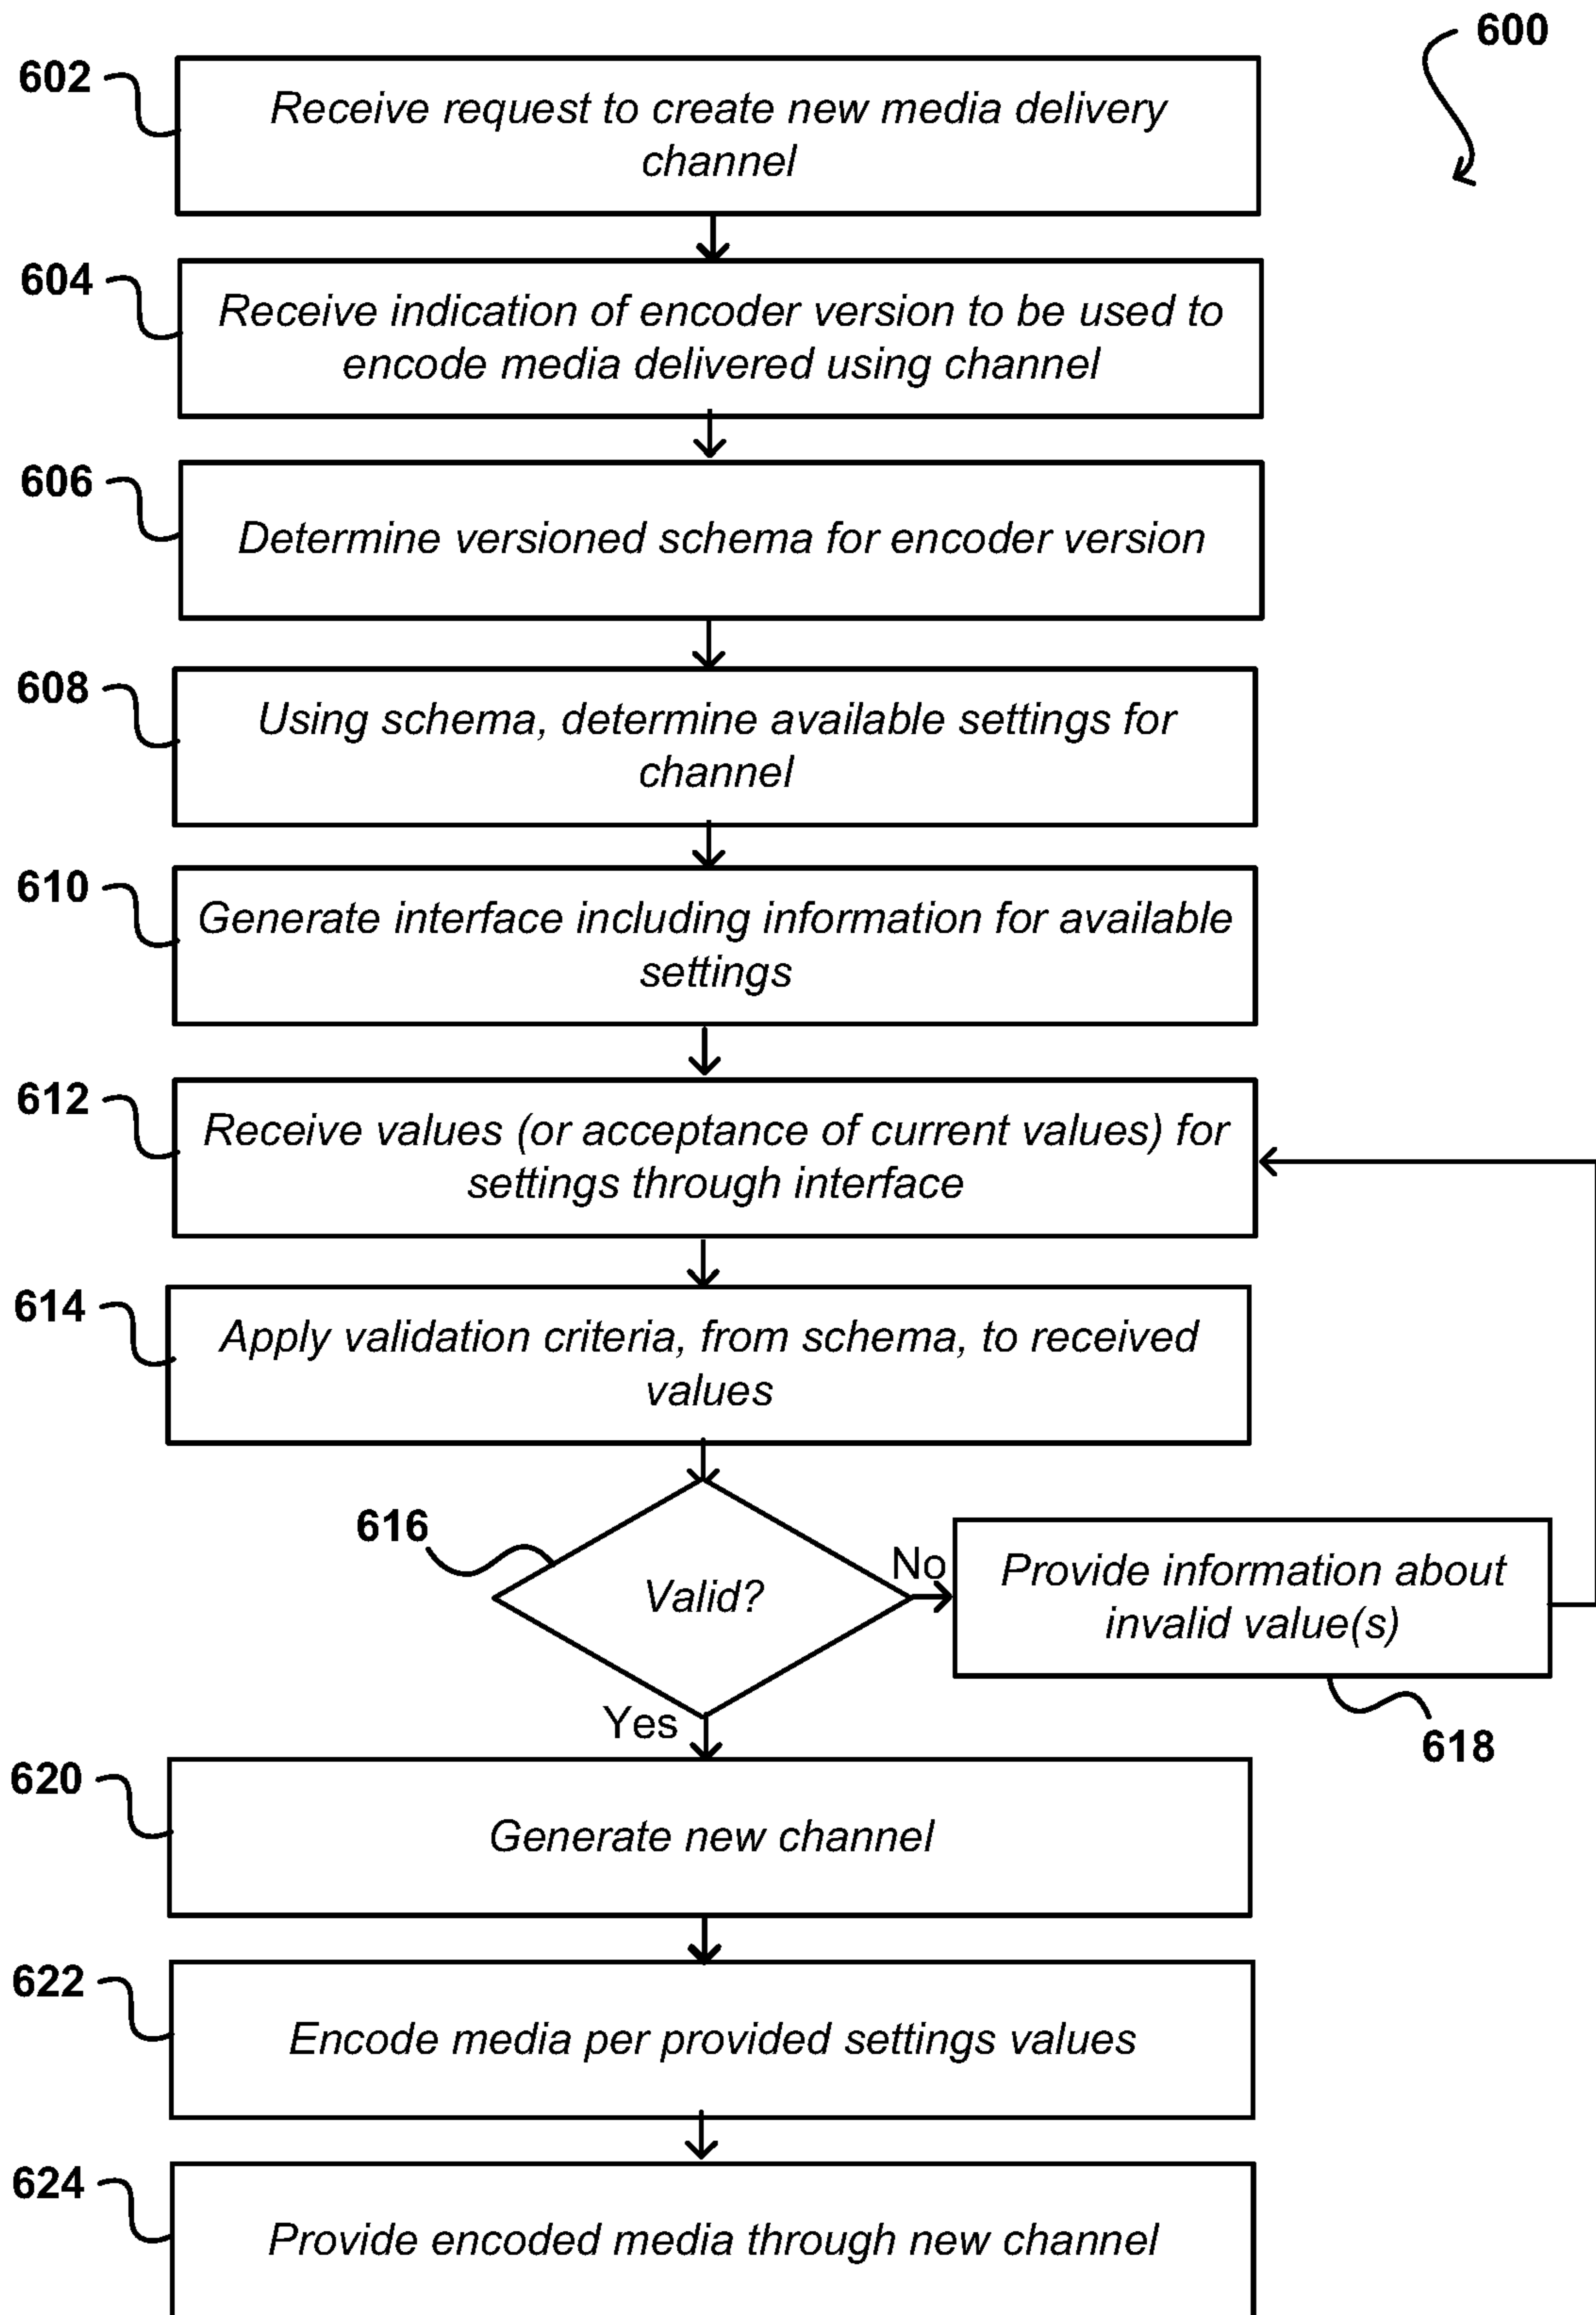 600
602
Receive request to create new media delivery
channel
604
Receive indication of encoder version to be used to
encode media delivered using channel
606
Determine versioned schema for encoder version
608
Using schema, determine available settings for
channel
610
Generate interface including information for available
settings
612
Receive values (or acceptance of current values) for
settings through interface
614
Apply validation criteria, from schema, to received
values
616
Valid?
No
Provide information about
invalid value(s)
618
Yes
620
Generate new channel
622
Encode media per provided settings values
624
Provide encoded media through new channel